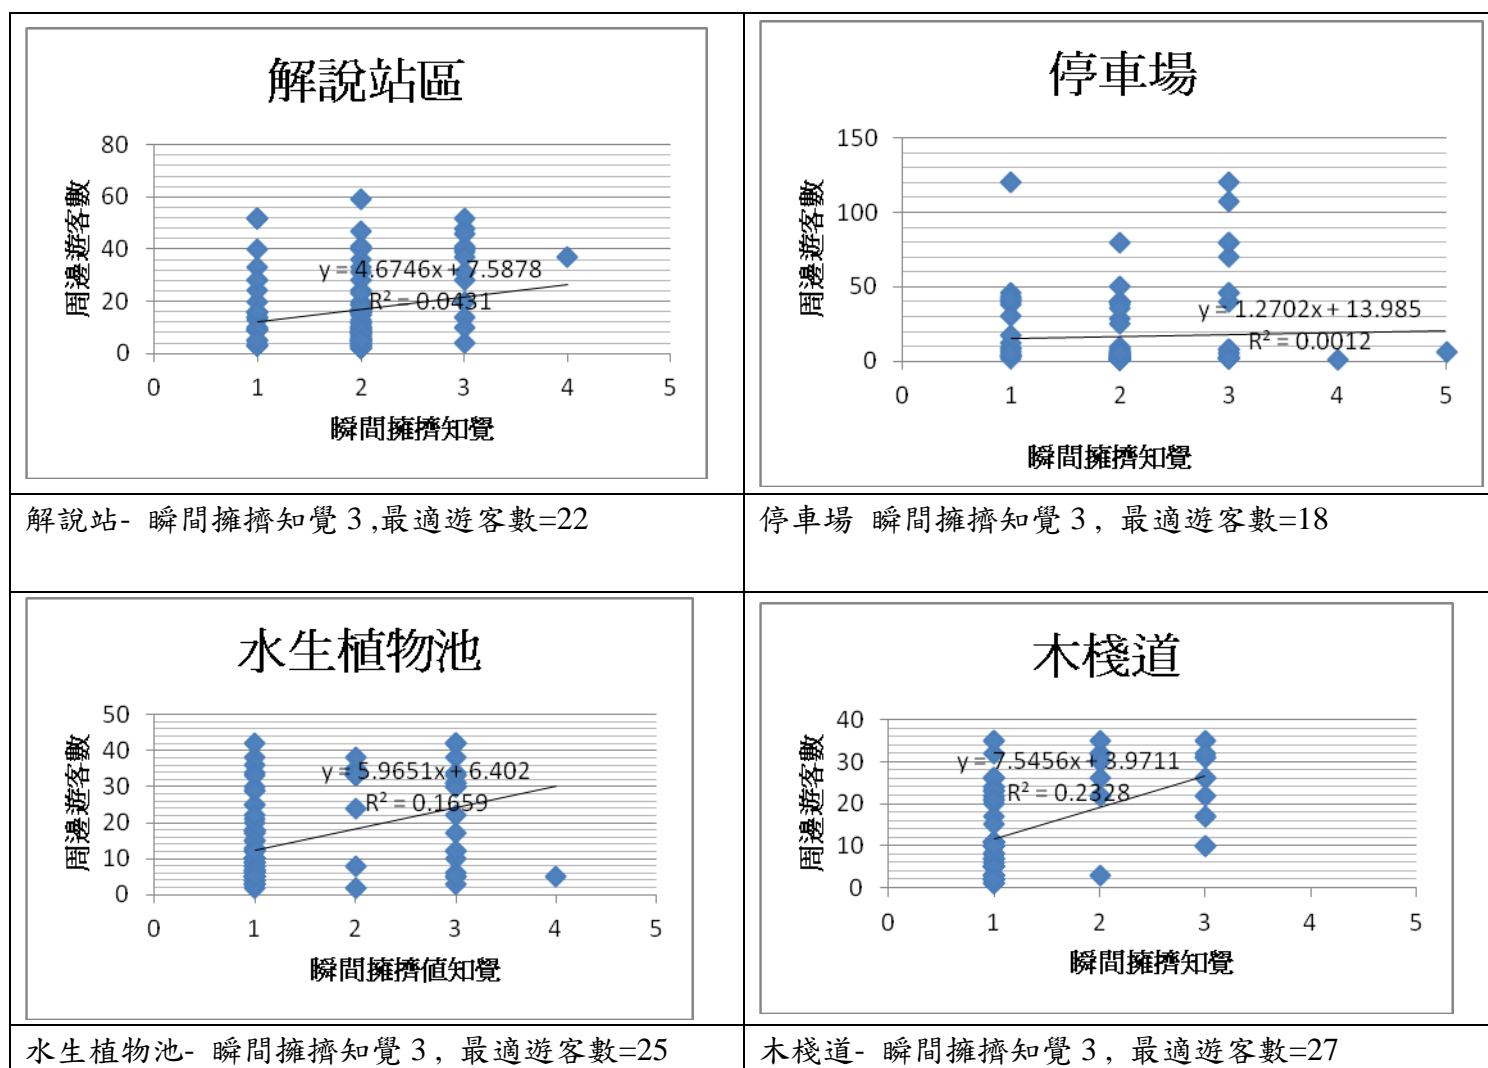 解說站區
80
60
40
20
0
y = 4.6746x + 7.5878
R² = 0.0431
0 1 2 3 4 5
周邊遊客數
瞬間擁擠知覺
停車場
150
100
50
0
y = 1.2702x + 13.985
R² = 0.0012
0 1 2 3 4 5
周邊遊客數
瞬間擁擠知覺
解說站- 瞬間擁擠知覺 3 ,最適遊客數=22
停車場 瞬間擁擠知覺 3 , 最適遊客數=18
水生植物池
50
40
30
20
10
0
y = 5.9651x + 6.402
R² = 0.1659
0 1 2 3 4 5
周邊遊客數
瞬間擁擠值知覺
木棧道
40
30
20
10
0
y = 7.5456x + 3.9711
R² = 0.2328
0 1 2 3 4 5
周邊遊客數
瞬間擁擠知覺
水生植物池- 瞬間擁擠知覺 3 , 最適遊客數=25
木棧道- 瞬間擁擠知覺 3 , 最適遊客數=27